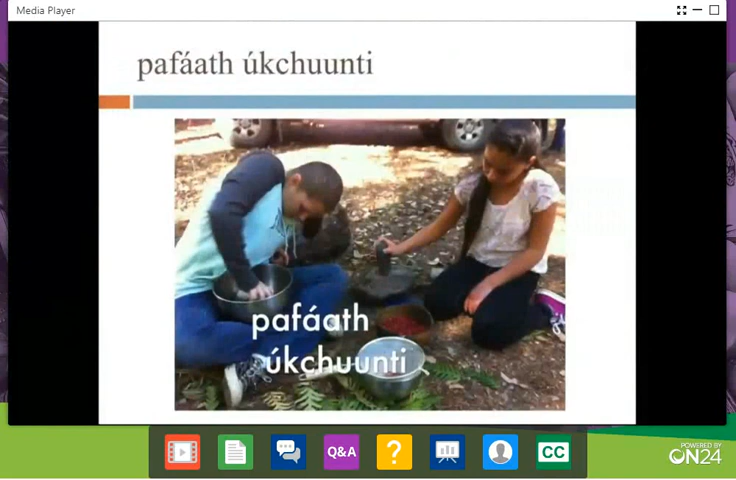 Media Player
pafáath úkchuunti
pafáath
úkchuunti
Q&A
?
CC
POWERED BY
ON24